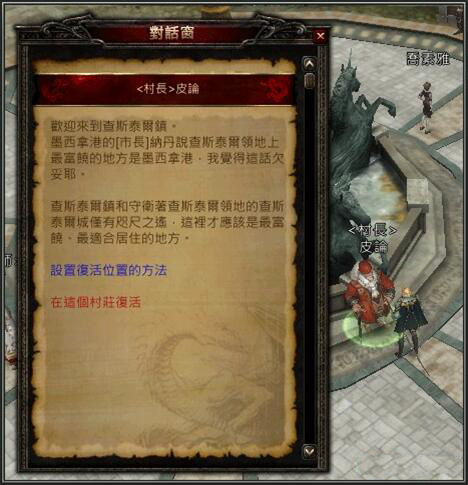 對話窗
<村長>皮論
歡迎來到查斯泰爾鎮。
墨西拿港的[市長]納丹說查斯泰爾領地上
最富饒的地方是墨西拿港，我覺得這話欠
妥耶。
查斯泰爾鎮和守衛著查斯泰爾領地的查斯
泰爾城僅有咫尺之遙，這裡才應該是最富
饒、最適合居住的地方。
設置復活位置的方法
在這個村莊復活
喬素雅
<村長>
皮論